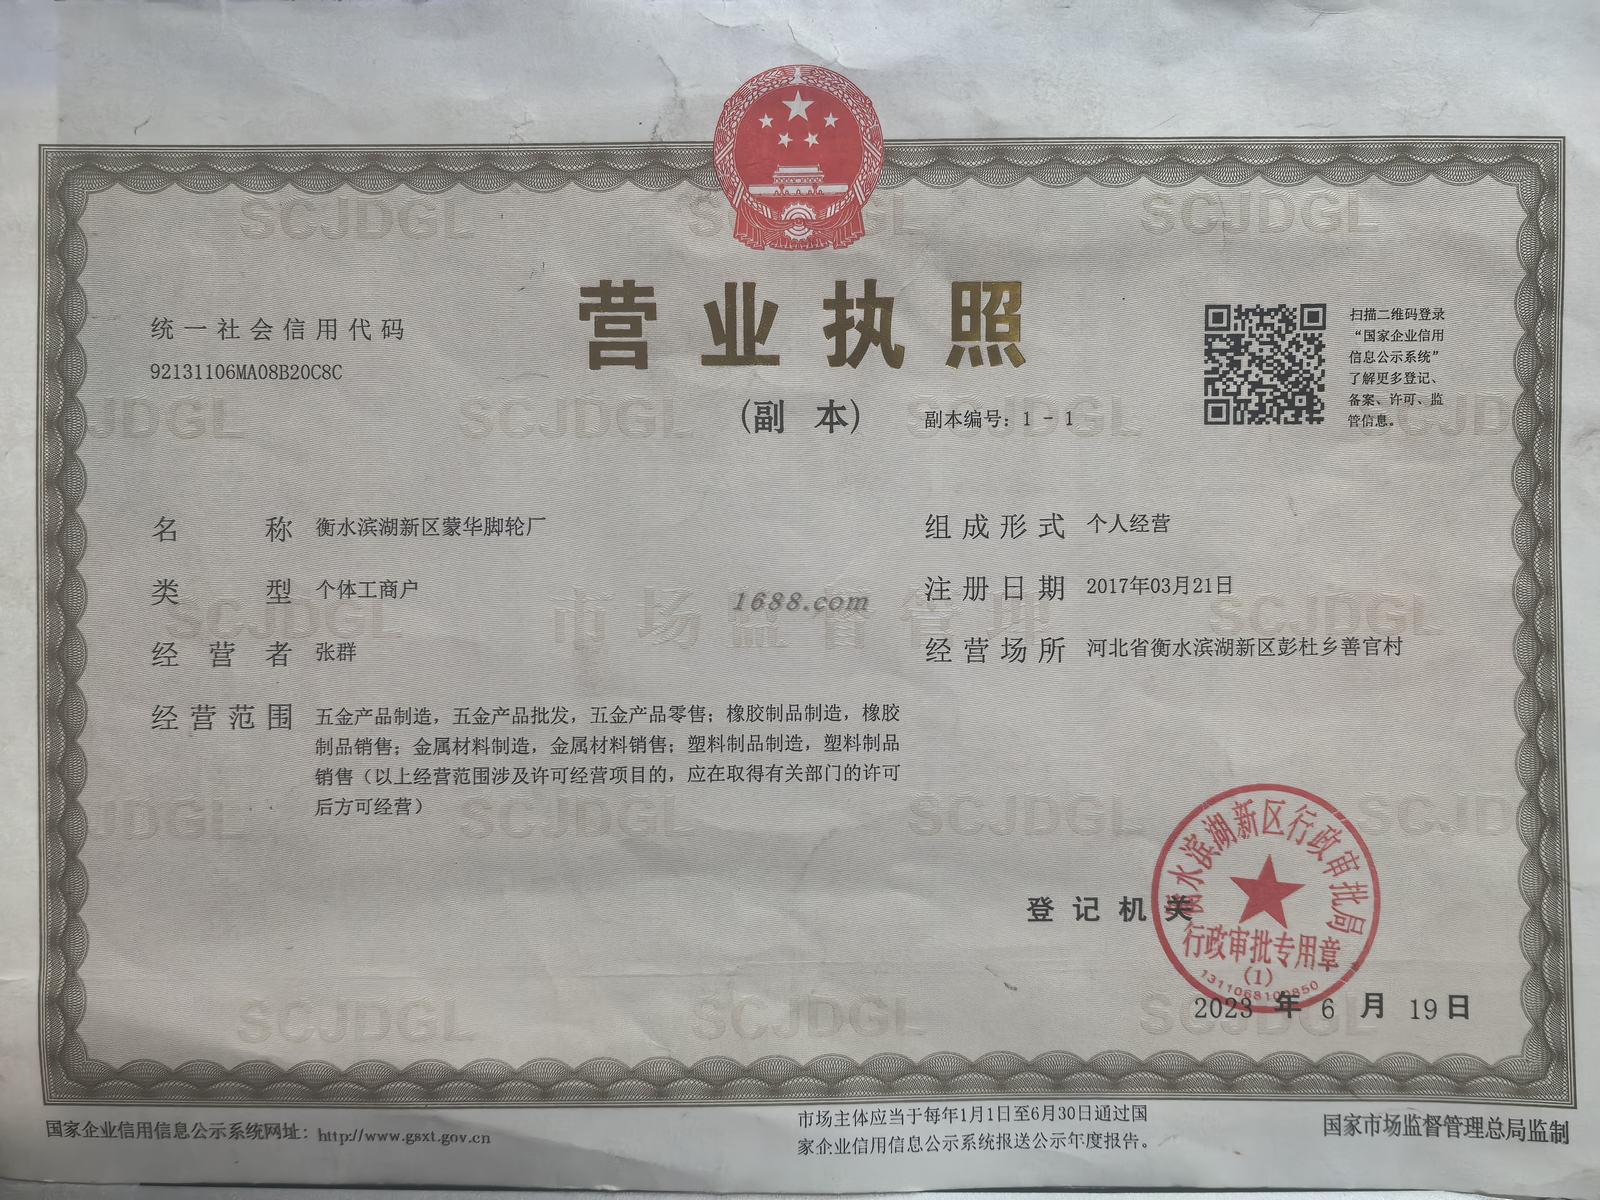 营业执照
(副 本)
副本编号：1 - 1
统一社会信用代码
92131106MA08B20C8C
扫描二维码登录
“国家企业信用
信息公示系统”
了解更多登记、
备案、许可、监
管信息。
名 称 衡水滨湖新区蒙华脚轮厂
类 型 个体工商户
经 营 者 张群
经营范围 五金产品制造，五金产品批发，五金产品零售；橡胶制品制造，橡胶
制品销售；金属材料制造，金属材料销售；塑料制品制造，塑料制品
销售（以上经营范围涉及许可经营项目的，应在取得有关部门的许可
后方可经营）
组成形式 个人经营
注册日期 2017年03月21日
经营场所 河北省衡水滨湖新区彭杜乡善官村
1688.com
市场监督管理
SCJDGL
登记机关
衡水滨湖新区行政审批局
行政审批专用章
(1)
2023 年 6 月 19日
国家企业信用信息公示系统网址：http://www.gsxt.gov.cn
市场主体应当于每年1月1日至6月30日通过国
家企业信用信息公示系统报送公示年度报告。
国家市场监督管理总局监制